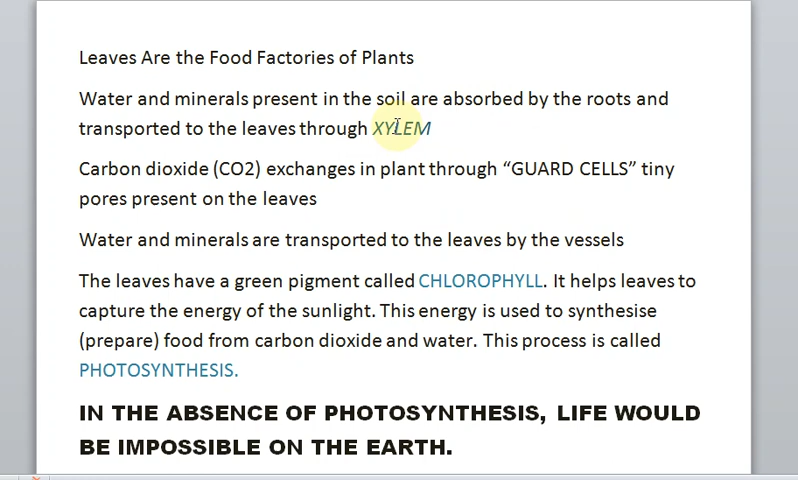 Leaves Are the Food Factories of Plants
Water and minerals present in the soil are absorbed by the roots and
transported to the leaves through XYLEM
Carbon dioxide (CO2) exchanges in plant through “GUARD CELLS” tiny
pores present on the leaves
Water and minerals are transported to the leaves by the vessels
The leaves have a green pigment called CHLOROPHYLL. It helps leaves to
capture the energy of the sunlight. This energy is used to synthesise
(prepare) food from carbon dioxide and water. This process is called
PHOTOSYNTHESIS.
IN THE ABSENCE OF PHOTOSYNTHESIS, LIFE WOULD
BE IMPOSSIBLE ON THE EARTH.